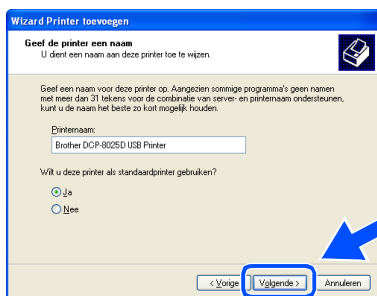 Wizard Printer toevoegen
Geef de printer een naam
U dient een naam aan deze printer toe te wijzen.
Geef een naam voor deze printer op. Aangezien sommige programma's geen namen
met meer dan 31 tekens voor de combinatie van server- en printernaam ondersteunen,
kunt u de naam het beste zo kort mogelijk houden.
Printernaam:
Brother DCP-8025D USB Printer
Wilt u deze printer als standaardprinter gebruiken?
Ja
Nee
< Vorige Volgende > Annuleren